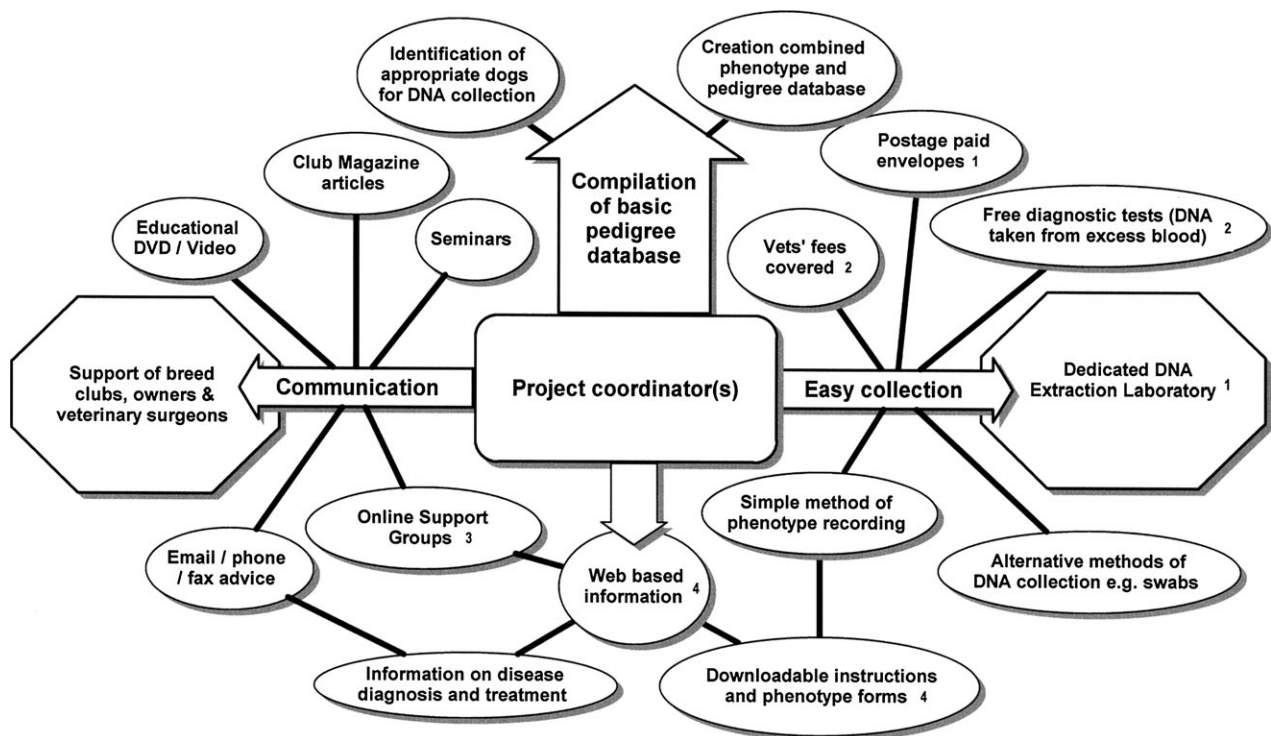 Identification of
appropriate dogs
for DNA collection
Creation combined
phenotype and
pedigree database
Club Magazine
articles
Postage paid
envelopes 1
Compilation
of basic
pedigree
database
Educational
DVD / Video
Seminars
Vets' fees
covered 2
Free diagnostic tests (DNA
taken from excess blood) 2
Support of breed
clubs, owners &
veterinary surgeons
Communication
Project coordinator(s)
Easy collection
Dedicated DNA
Extraction Laboratory 1
Online Support
Groups 3
Simple method of
phenotype recording
Email / phone
/ fax advice
Web based
information 4
Alternative methods of
DNA collection e.g. swabs
Information on disease
diagnosis and treatment
Downloadable instructions
and phenotype forms 4